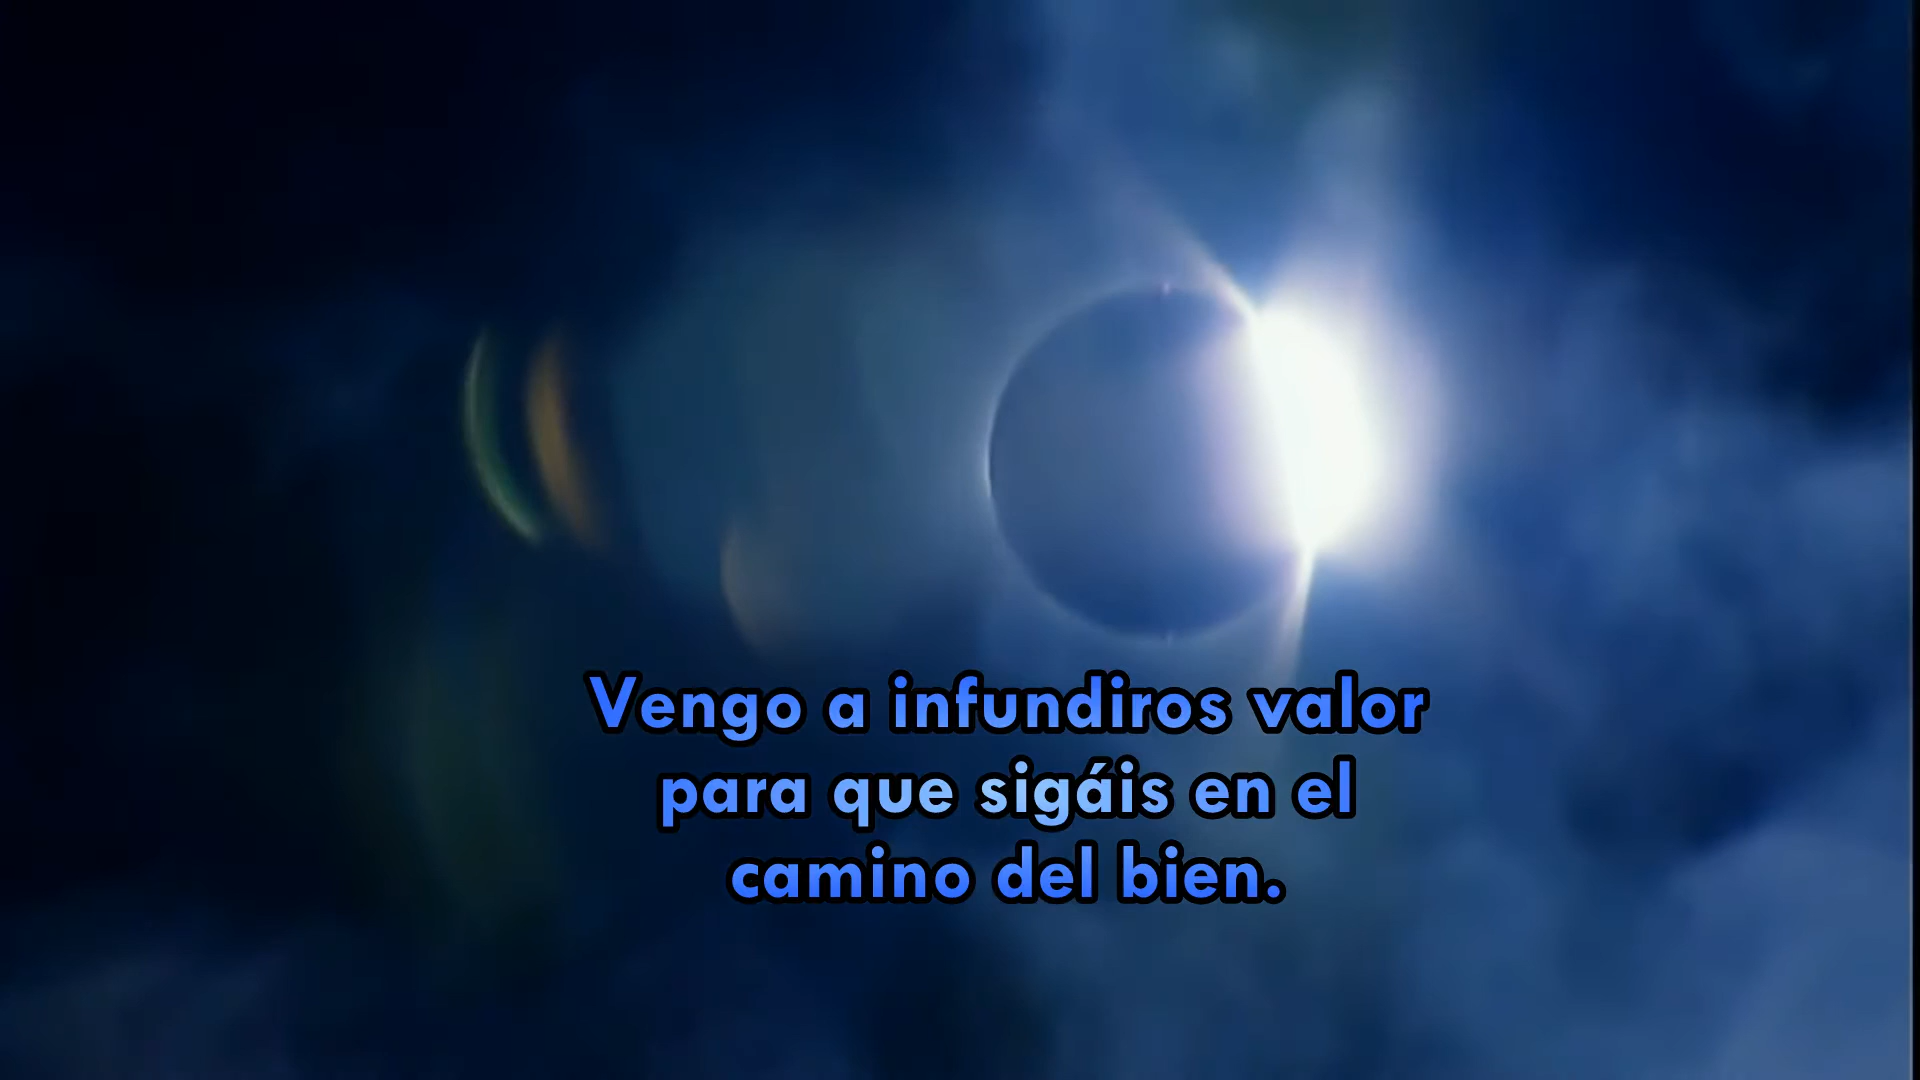 Vengo a infundiros valor
para que sigáis en el
camino del bien.